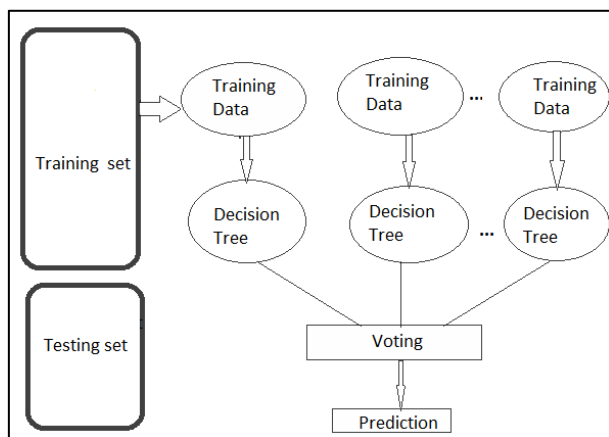 Training set
Training
Data
Training
Data
...
Training
Data
Decision
Tree
Decision
Tree
...
Decision
Tree
Testing set
Voting
Prediction